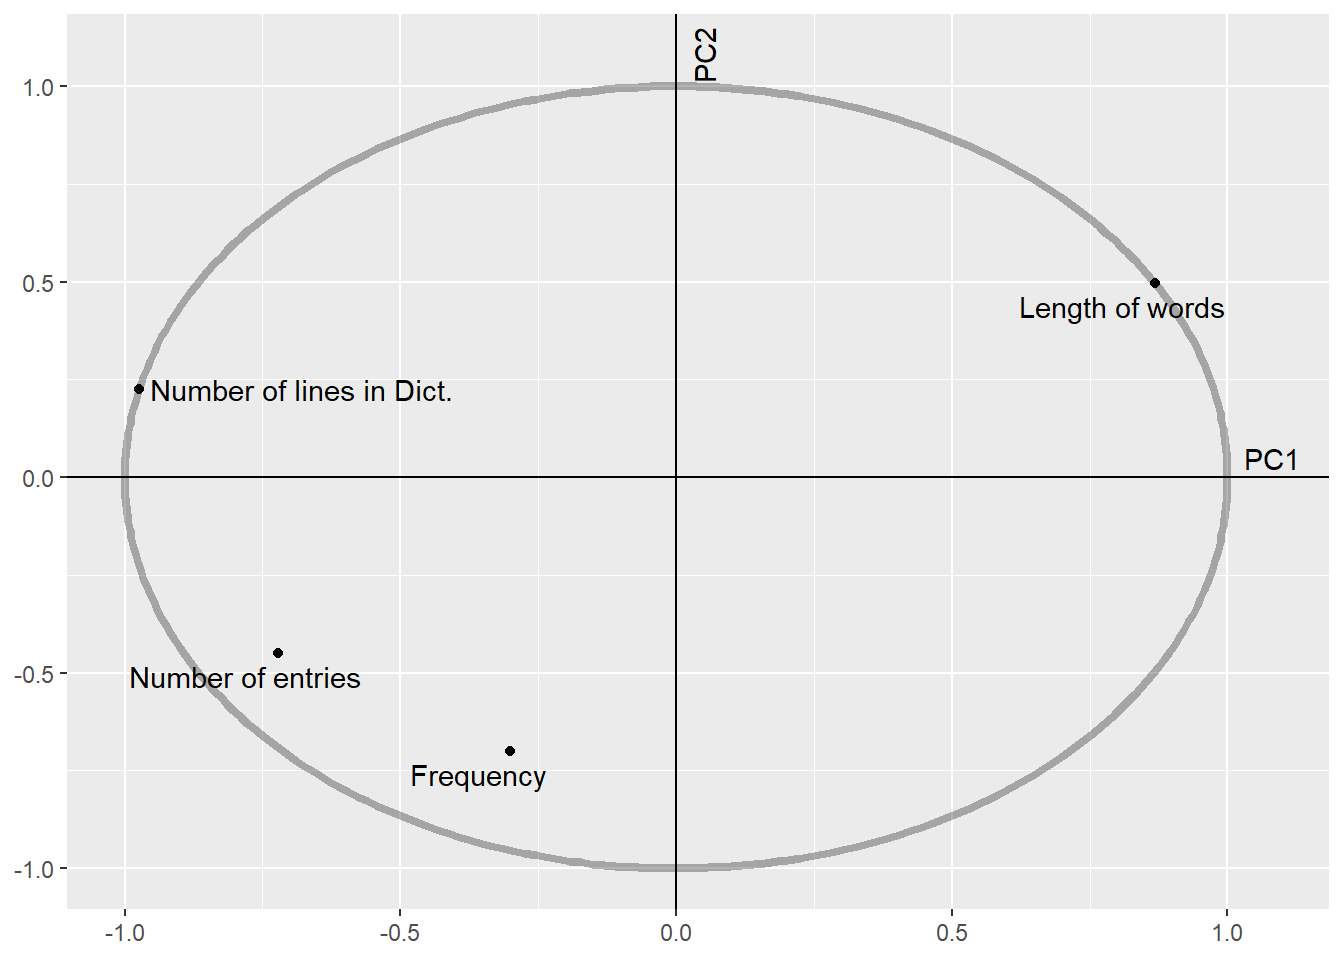 PC2
1.0
0.5
Length of words
Number of lines in Dict.
PC1
0.0
Number of entries
-0.5
Frequency
-1.0
-1.0
-0.5
0.0
0.5
1.0